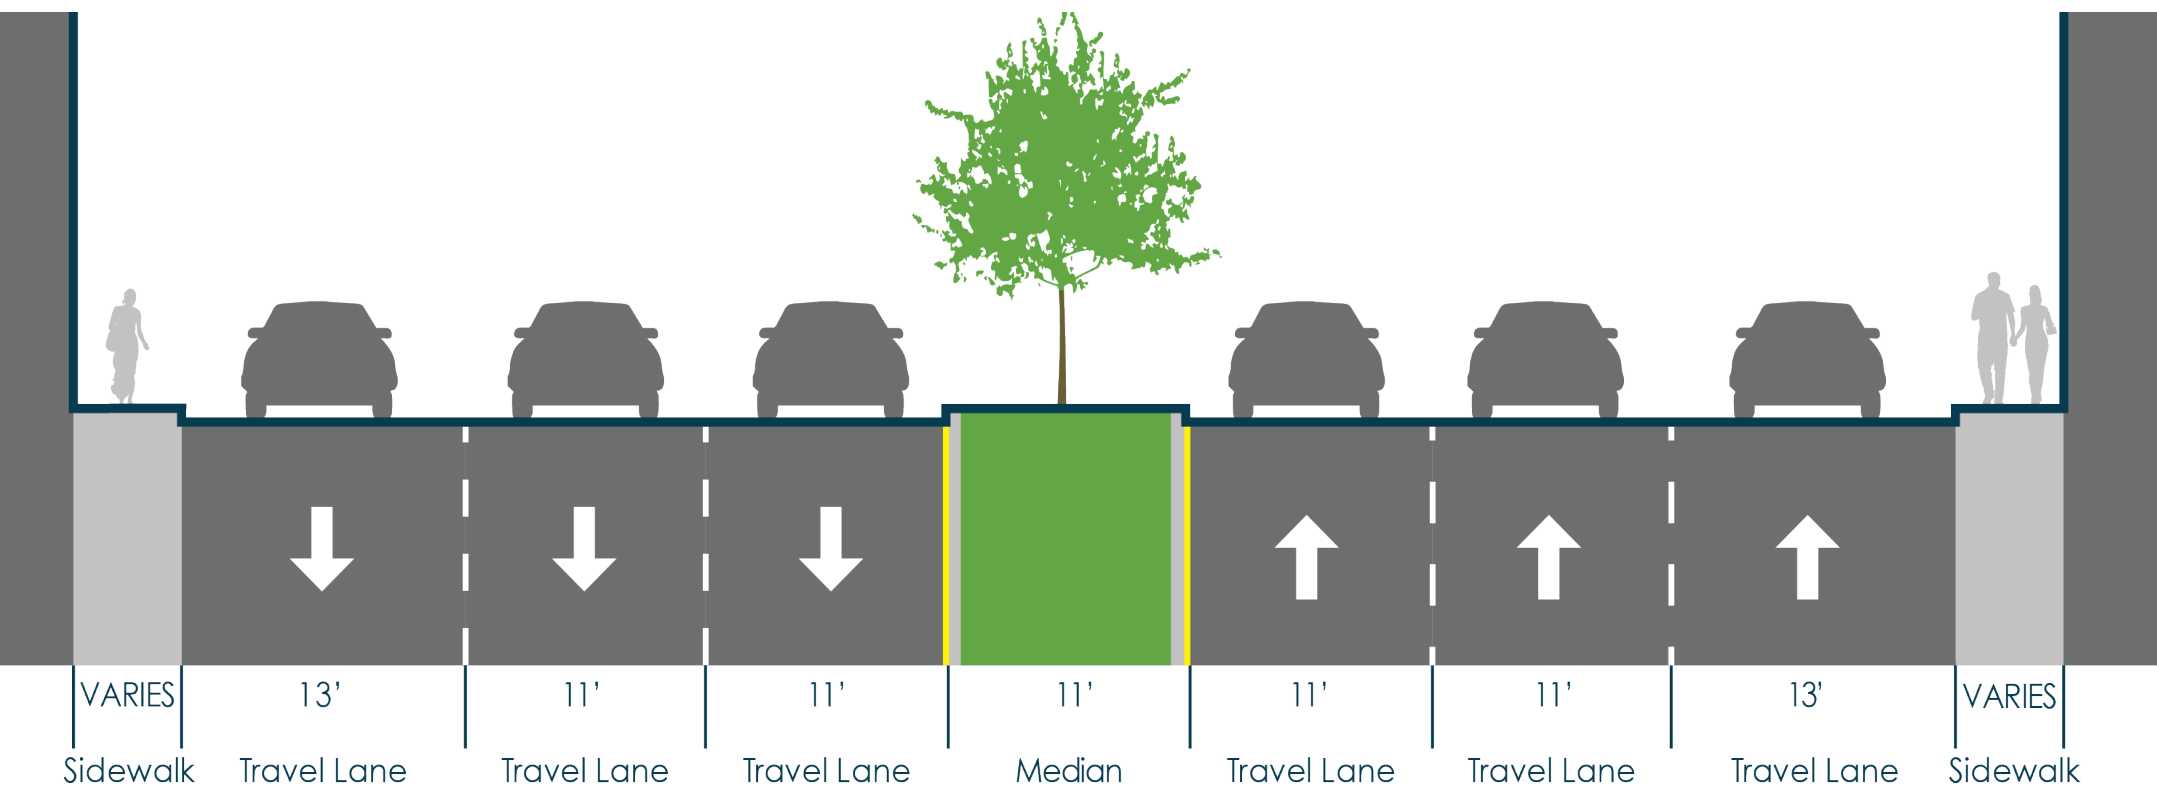 VARIES 13’ 11’ 11’ 11’ 11’ 11’ 13’ VARIES
Sidewalk Travel Lane Travel Lane Travel Lane Median Travel Lane Travel Lane Travel Lane Sidewalk